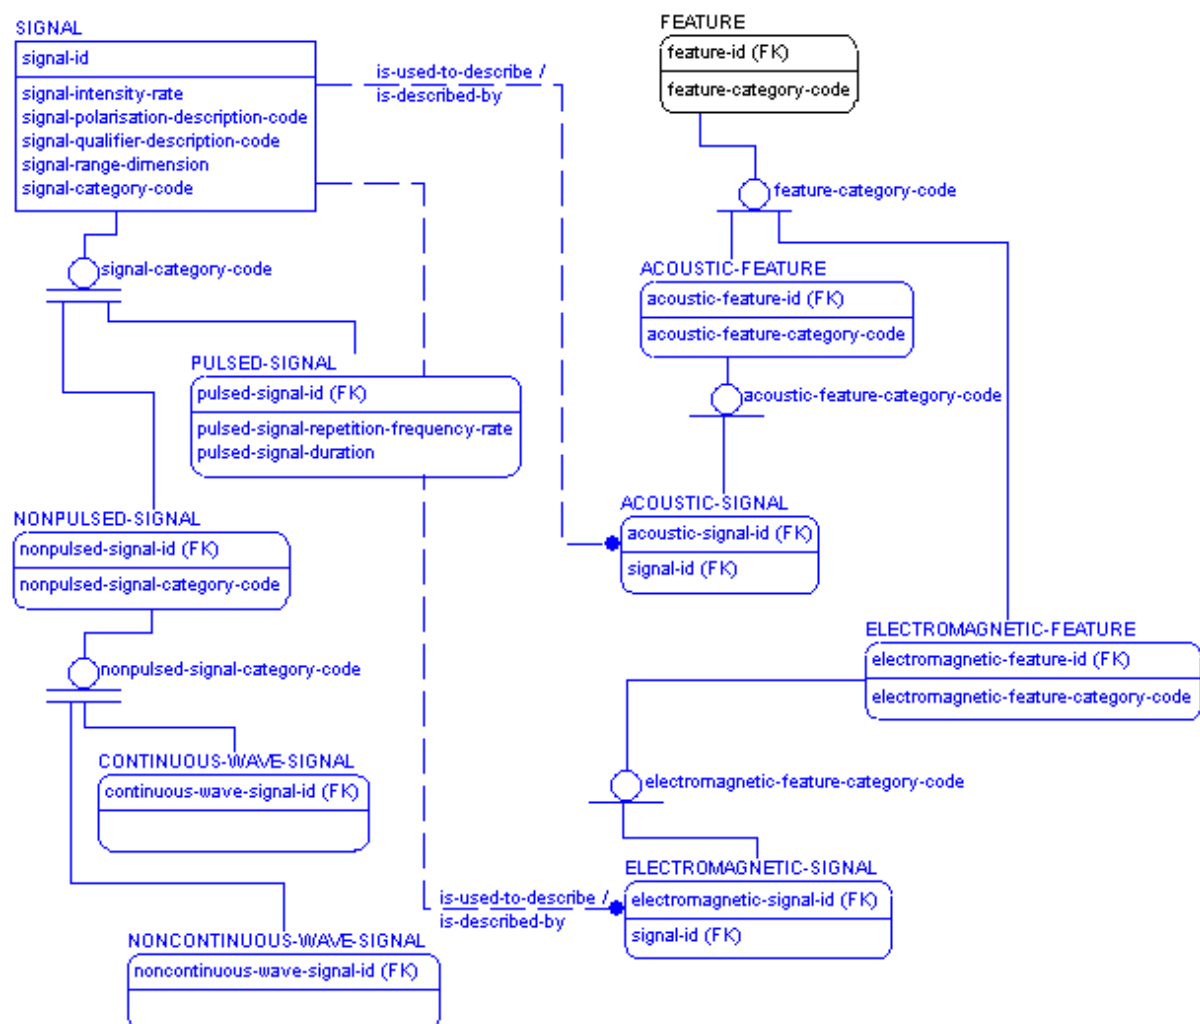 SIGNAL
signal-id
signal-intensity-rate
signal-polarisation-description-code
signal-qualifier-description-code
signal-range-dimension
signal-category-code
is-used-to-describe /
is-described-by
FEATURE
feature-id (FK)
feature-category-code
feature-category-code
signal-category-code
ACOUSTIC-FEATURE
acoustic-feature-id (FK)
acoustic-feature-category-code
acoustic-feature-category-code
PULSED-SIGNAL
pulsed-signal-id (FK)
pulsed-signal-repetition-frequency-rate
pulsed-signal-duration
ACOUSTIC-SIGNAL
acoustic-signal-id (FK)
signal-id (FK)
NONPULSED-SIGNAL
nonpulsed-signal-id (FK)
nonpulsed-signal-category-code
nonpulsed-signal-category-code
ELECTROMAGNETIC-FEATURE
electromagnetic-feature-id (FK)
electromagnetic-feature-category-code
electromagnetic-feature-category-code
CONTINUOUS-WAVE-SIGNAL
continuous-wave-signal-id (FK)
ELECTROMAGNETIC-SIGNAL
electromagnetic-signal-id (FK)
signal-id (FK)
is-used-to-describe /
is-described-by
NONCONTINUOUS-WAVE-SIGNAL
noncontinuous-wave-signal-id (FK)